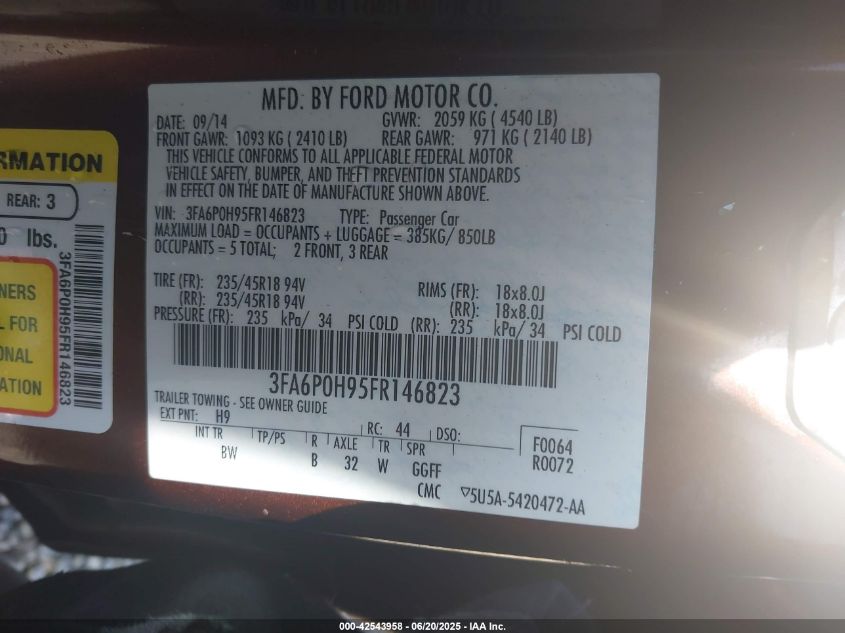 MFD. BY FORD MOTOR CO.
DATE: 09/14 GVWR: 2059 KG ( 4540 LB)
FRONT GAWR: 1093 KG ( 2410 LB) REAR GAWR: 971 KG ( 2140 LB)
THIS VEHICLE CONFORMS TO ALL APPLICABLE FEDERAL MOTOR
VEHICLE SAFETY, BUMPER, AND THEFT PREVENTION STANDARDS
IN EFFECT ON THE DATE OF MANUFACTURE SHOWN ABOVE.
VIN: 3FA6P0H95FR146823 TYPE: Passenger Car
MAXIMUM LOAD = OCCUPANTS + LUGGAGE = 385KG/ 850LB
OCCUPANTS = 5 TOTAL; 2 FRONT, 3 REAR
TIRE (FR): 235/45R18 94V RIMS (FR): 18x8.0J
(RR): 235/45R18 94V (RR): 18x8.0J
PRESSURE (FR): 235 kPa/ 34 PSI COLD (RR): 235 kPa/ 34 PSI COLD
3FA6P0H95FR146823
TRAILER TOWING - SEE OWNER GUIDE
EXT PNT: H9 RC: 44 DSO:
INT TR TP/PS R AXLE TR SPR
BW B 32 W GGFF
F0064
R0072
CMC ▽5U5A-5420472-AA
RMATION
REAR: 3
0 lbs.
3FA6P0H95FR146823
NERS
L FOR
ONAL
ATION
000-42543958 - 06/20/2025 - IAA Inc.